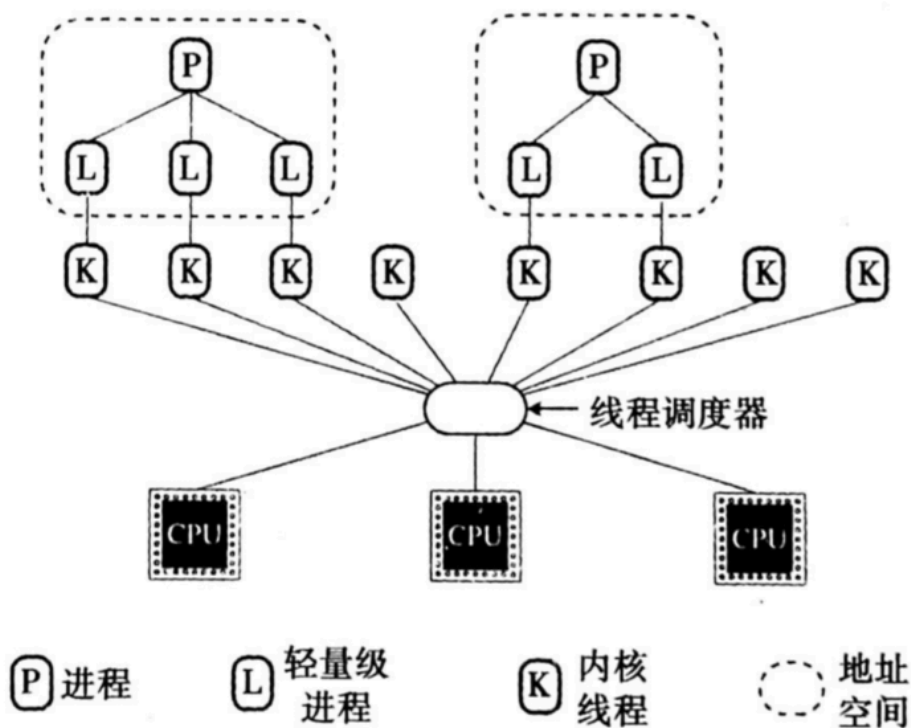 P P
L L L L L
K K K K K K K K
线程调度器
CPU CPU CPU
P 进程
L 轻量级
进程
K 内核
线程
地址
空间